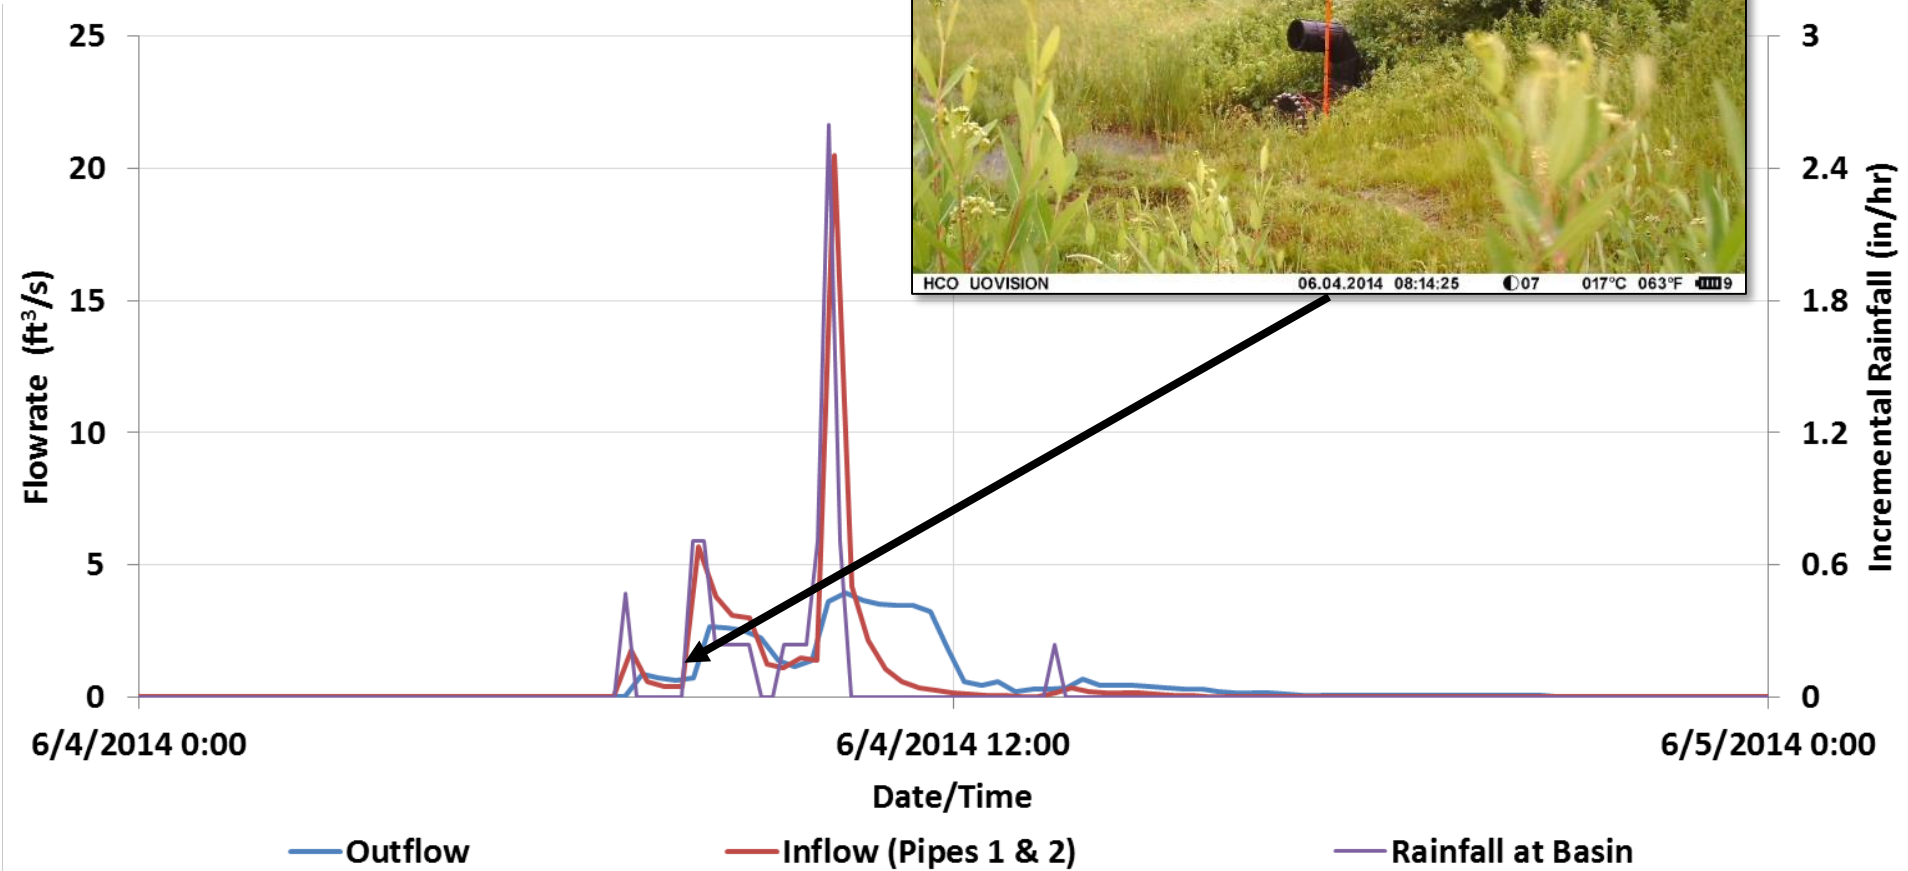 25
20
15
10
5
0
Flowrate (ft³/s)
3
2.4
1.8
1.2
0.6
0
Incremental Rainfall (in/hr)
HCO UOVISION 06.04.2014 08:14:25 07 017°C 063°F 9
6/4/2014 0:00 6/4/2014 12:00 6/5/2014 0:00
Date/Time
Outflow Inflow (Pipes 1 & 2) Rainfall at Basin